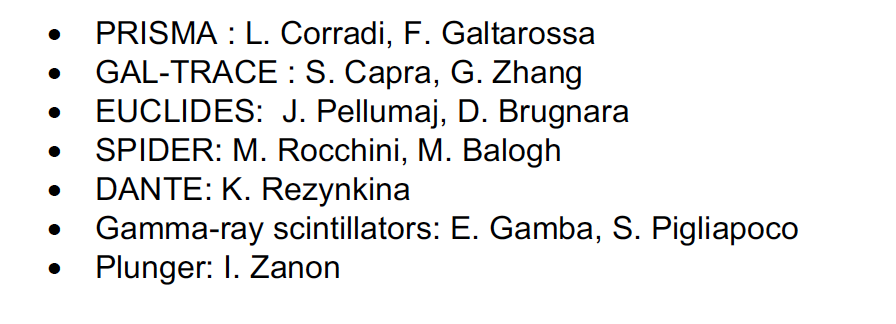 • PRISMA : L. Corradi, F. Galtarossa
• GAL-TRACE : S. Capra, G. Zhang
• EUCLIDES:  J. Pellumaj, D. Brugnara
• SPIDER: M. Rocchini, M. Balogh
• DANTE: K. Rezynkina
• Gamma-ray scintillators: E. Gamba, S. Pigliapoco
• Plunger: I. Zanon